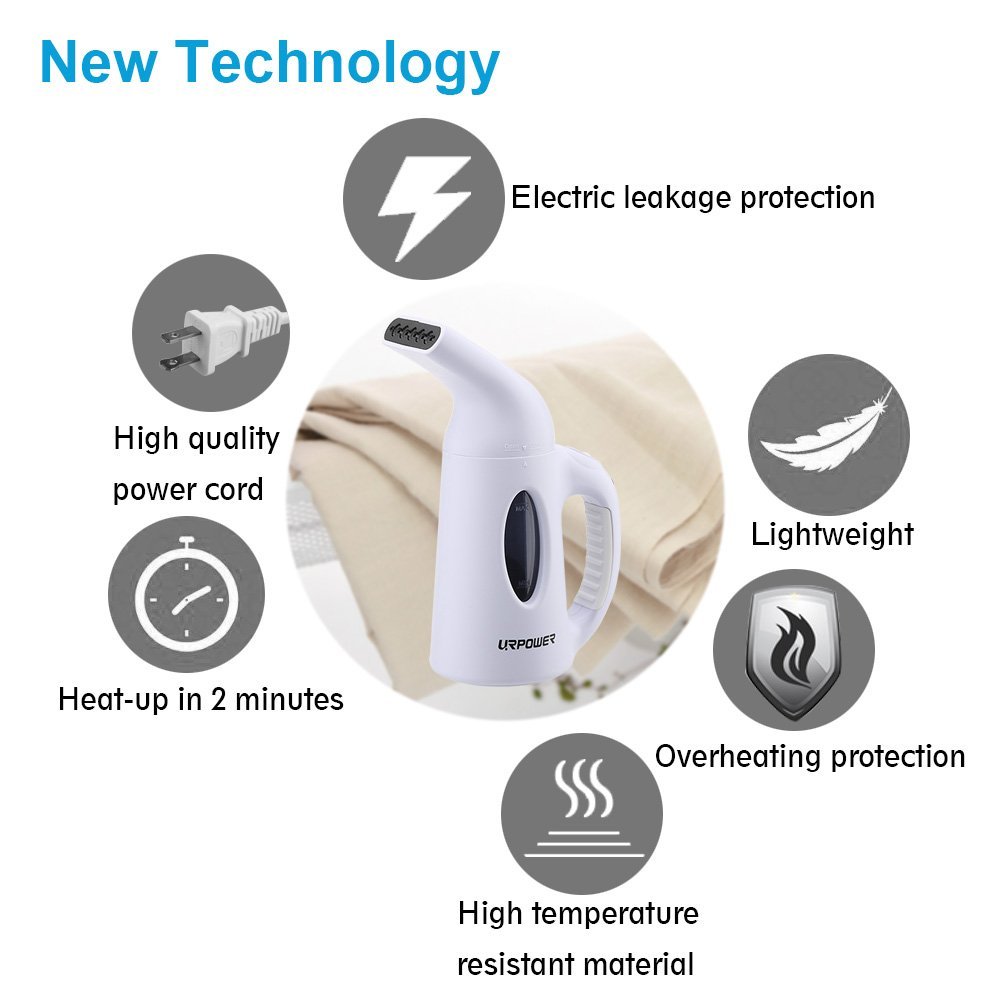 New Technology
Electric leakage protection
High quality
power cord
Lightweight
Heat-up in 2 minutes
URPOWER
Overheating protection
High temperature
resistant material